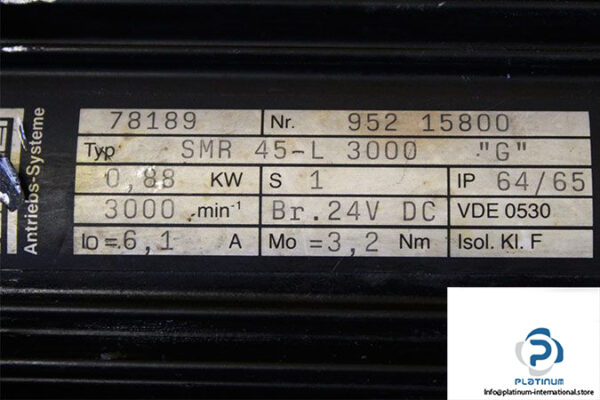 78189 Nr. 952 15800
Typ SMR 45-L 3000 "G"
0,88 KW S 1 IP 64/65
3000 min-1 Br.24V DC VDE 0530
Io =6,1 A Mo =3,2 Nm Isol. Kl. F
Antriebs-Systeme
PLATINUM
Info@platinum-international.store